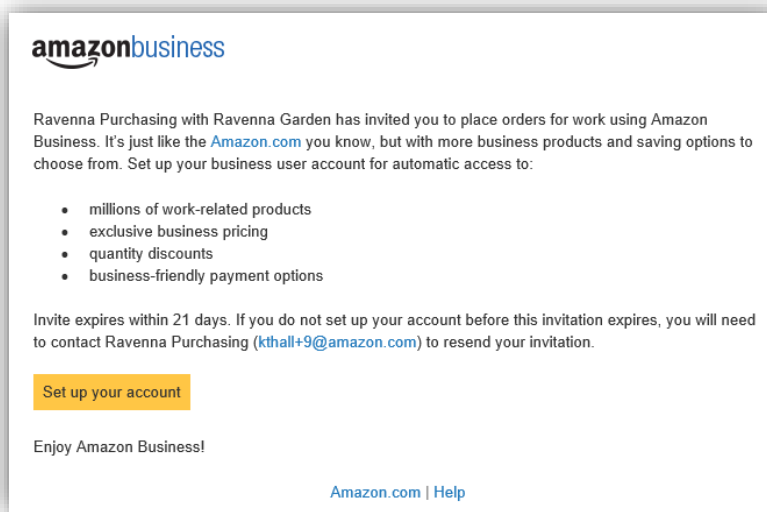 amazonbusiness
Ravenna Purchasing with Ravenna Garden has invited you to place orders for work using Amazon
Business. It's just like the Amazon.com you know, but with more business products and saving options to
choose from. Set up your business user account for automatic access to:
• millions of work-related products
• exclusive business pricing
• quantity discounts
• business-friendly payment options
Invite expires within 21 days. If you do not set up your account before this invitation expires, you will need
to contact Ravenna Purchasing (kthall+9@amazon.com) to resend your invitation.
Set up your account
Enjoy Amazon Business!
Amazon.com | Help